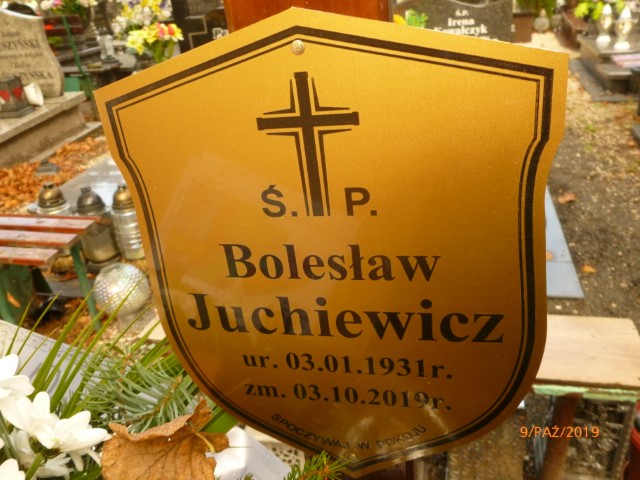 Ś.P.
Irena
Kowalczyk
Ś. P.
Bolesław
Juchiewicz
ur. 03.01.1931r.
zm. 03.10.2019r.
SPOCZYWAJ W POKOJU
9/PAŹ/2019